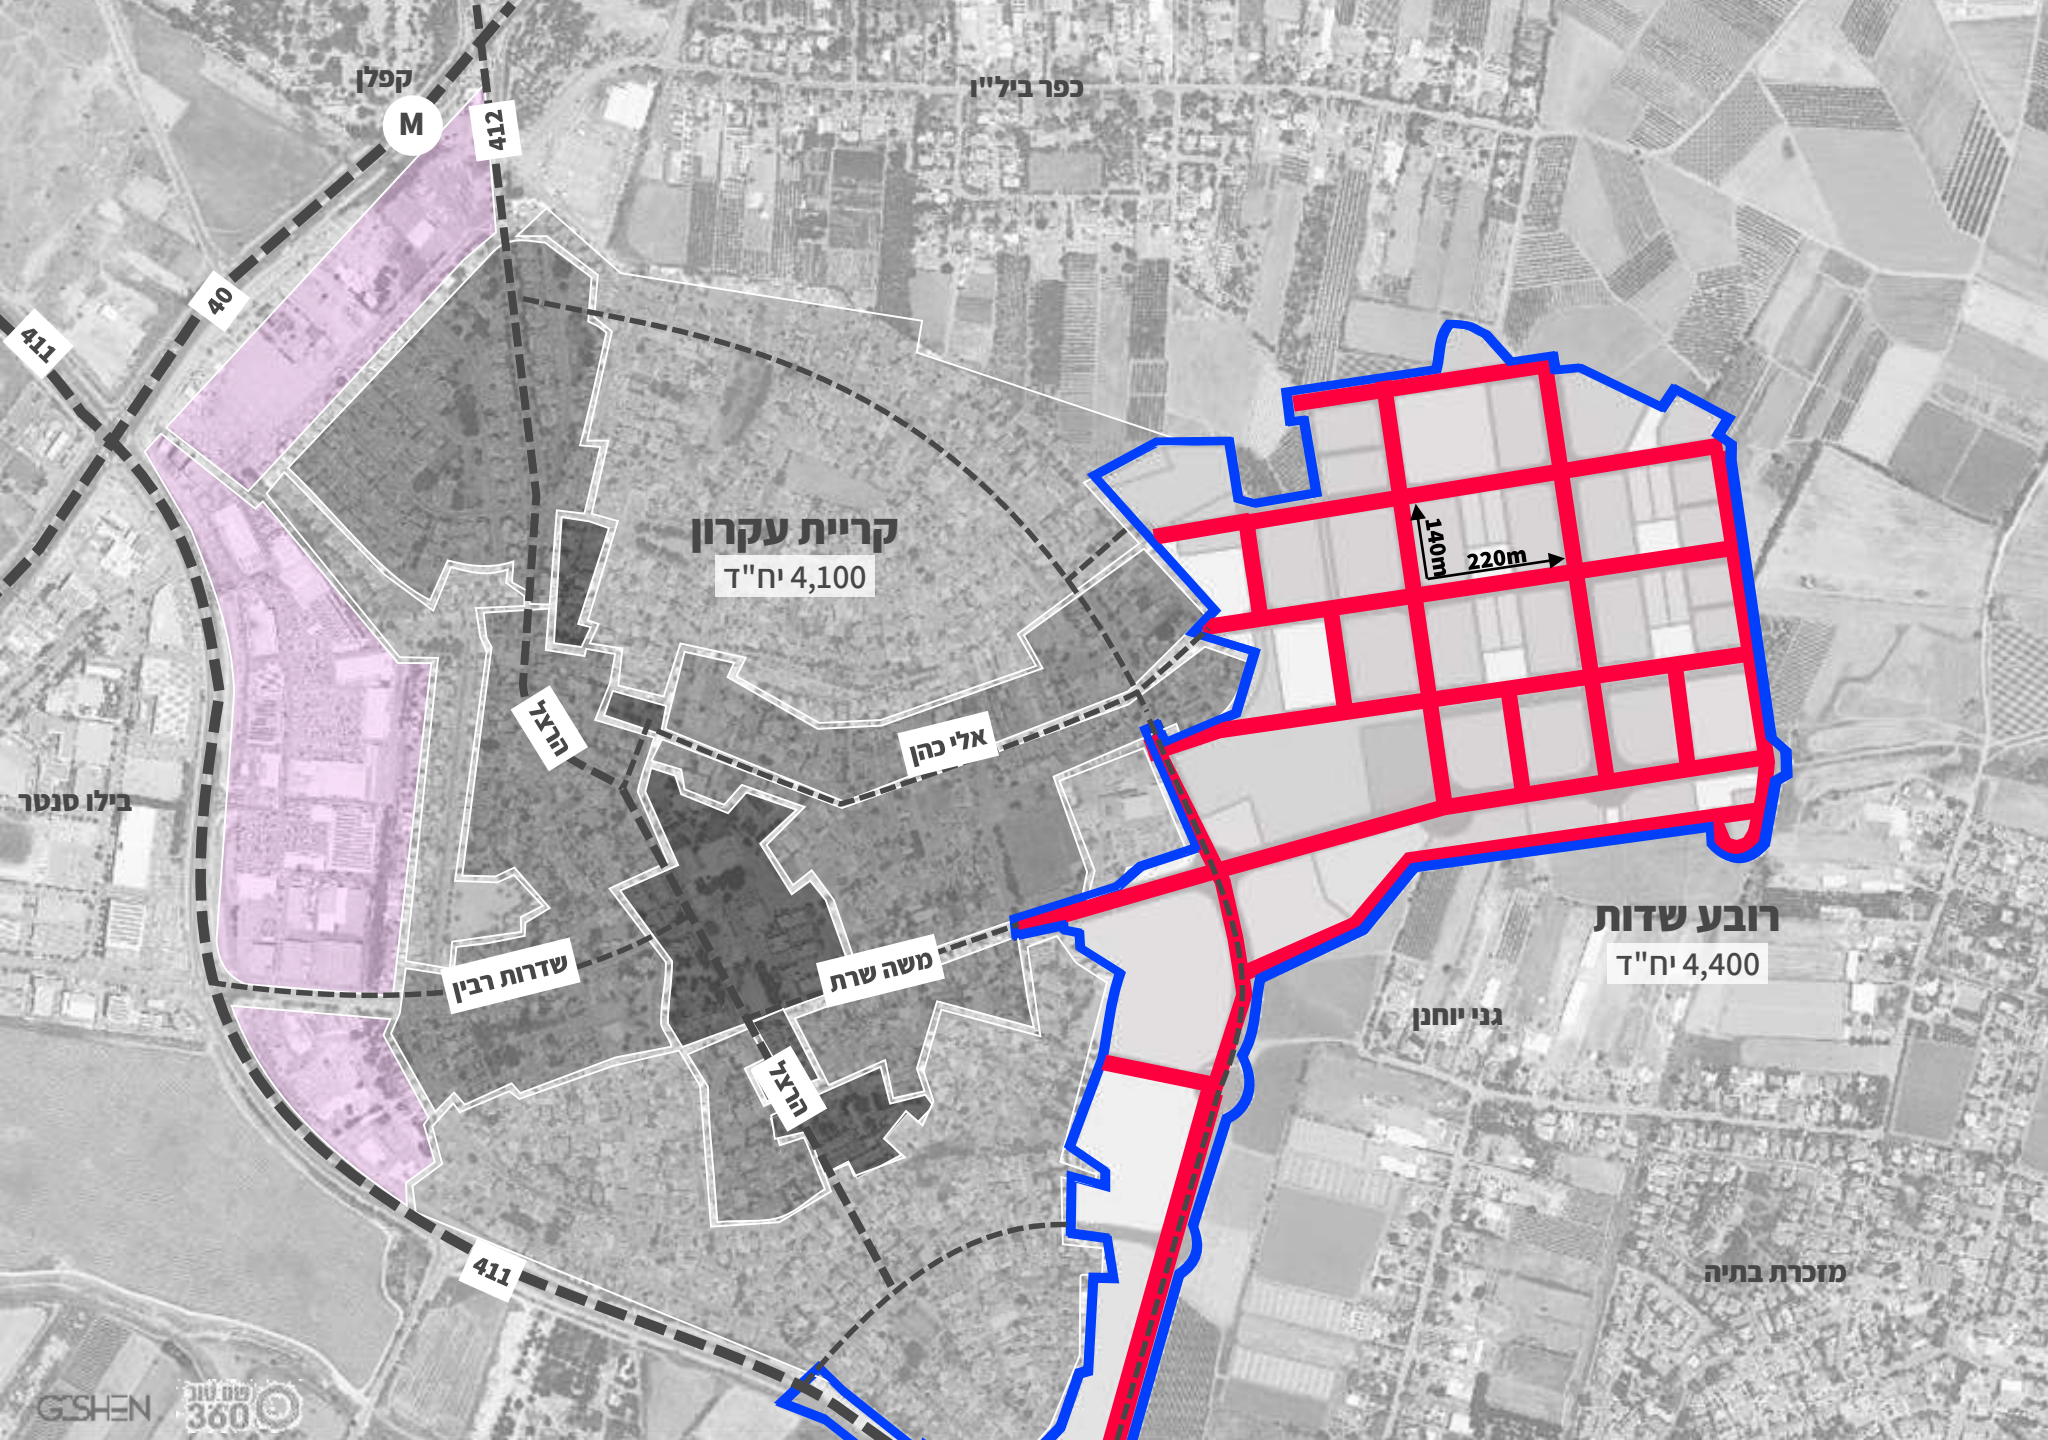 קפלן
M
412
כפר ביל"ו
40
411
קריית עקרון
4,100 יח"ד
140m
220m
הרצל
אלי כהן
בילו סנטר
שדרות רבין
משה שרת
רובע שדות
4,400 יח"ד
גני יוחנן
הרצל
411
מזכרת בתיה
GESHEN
360